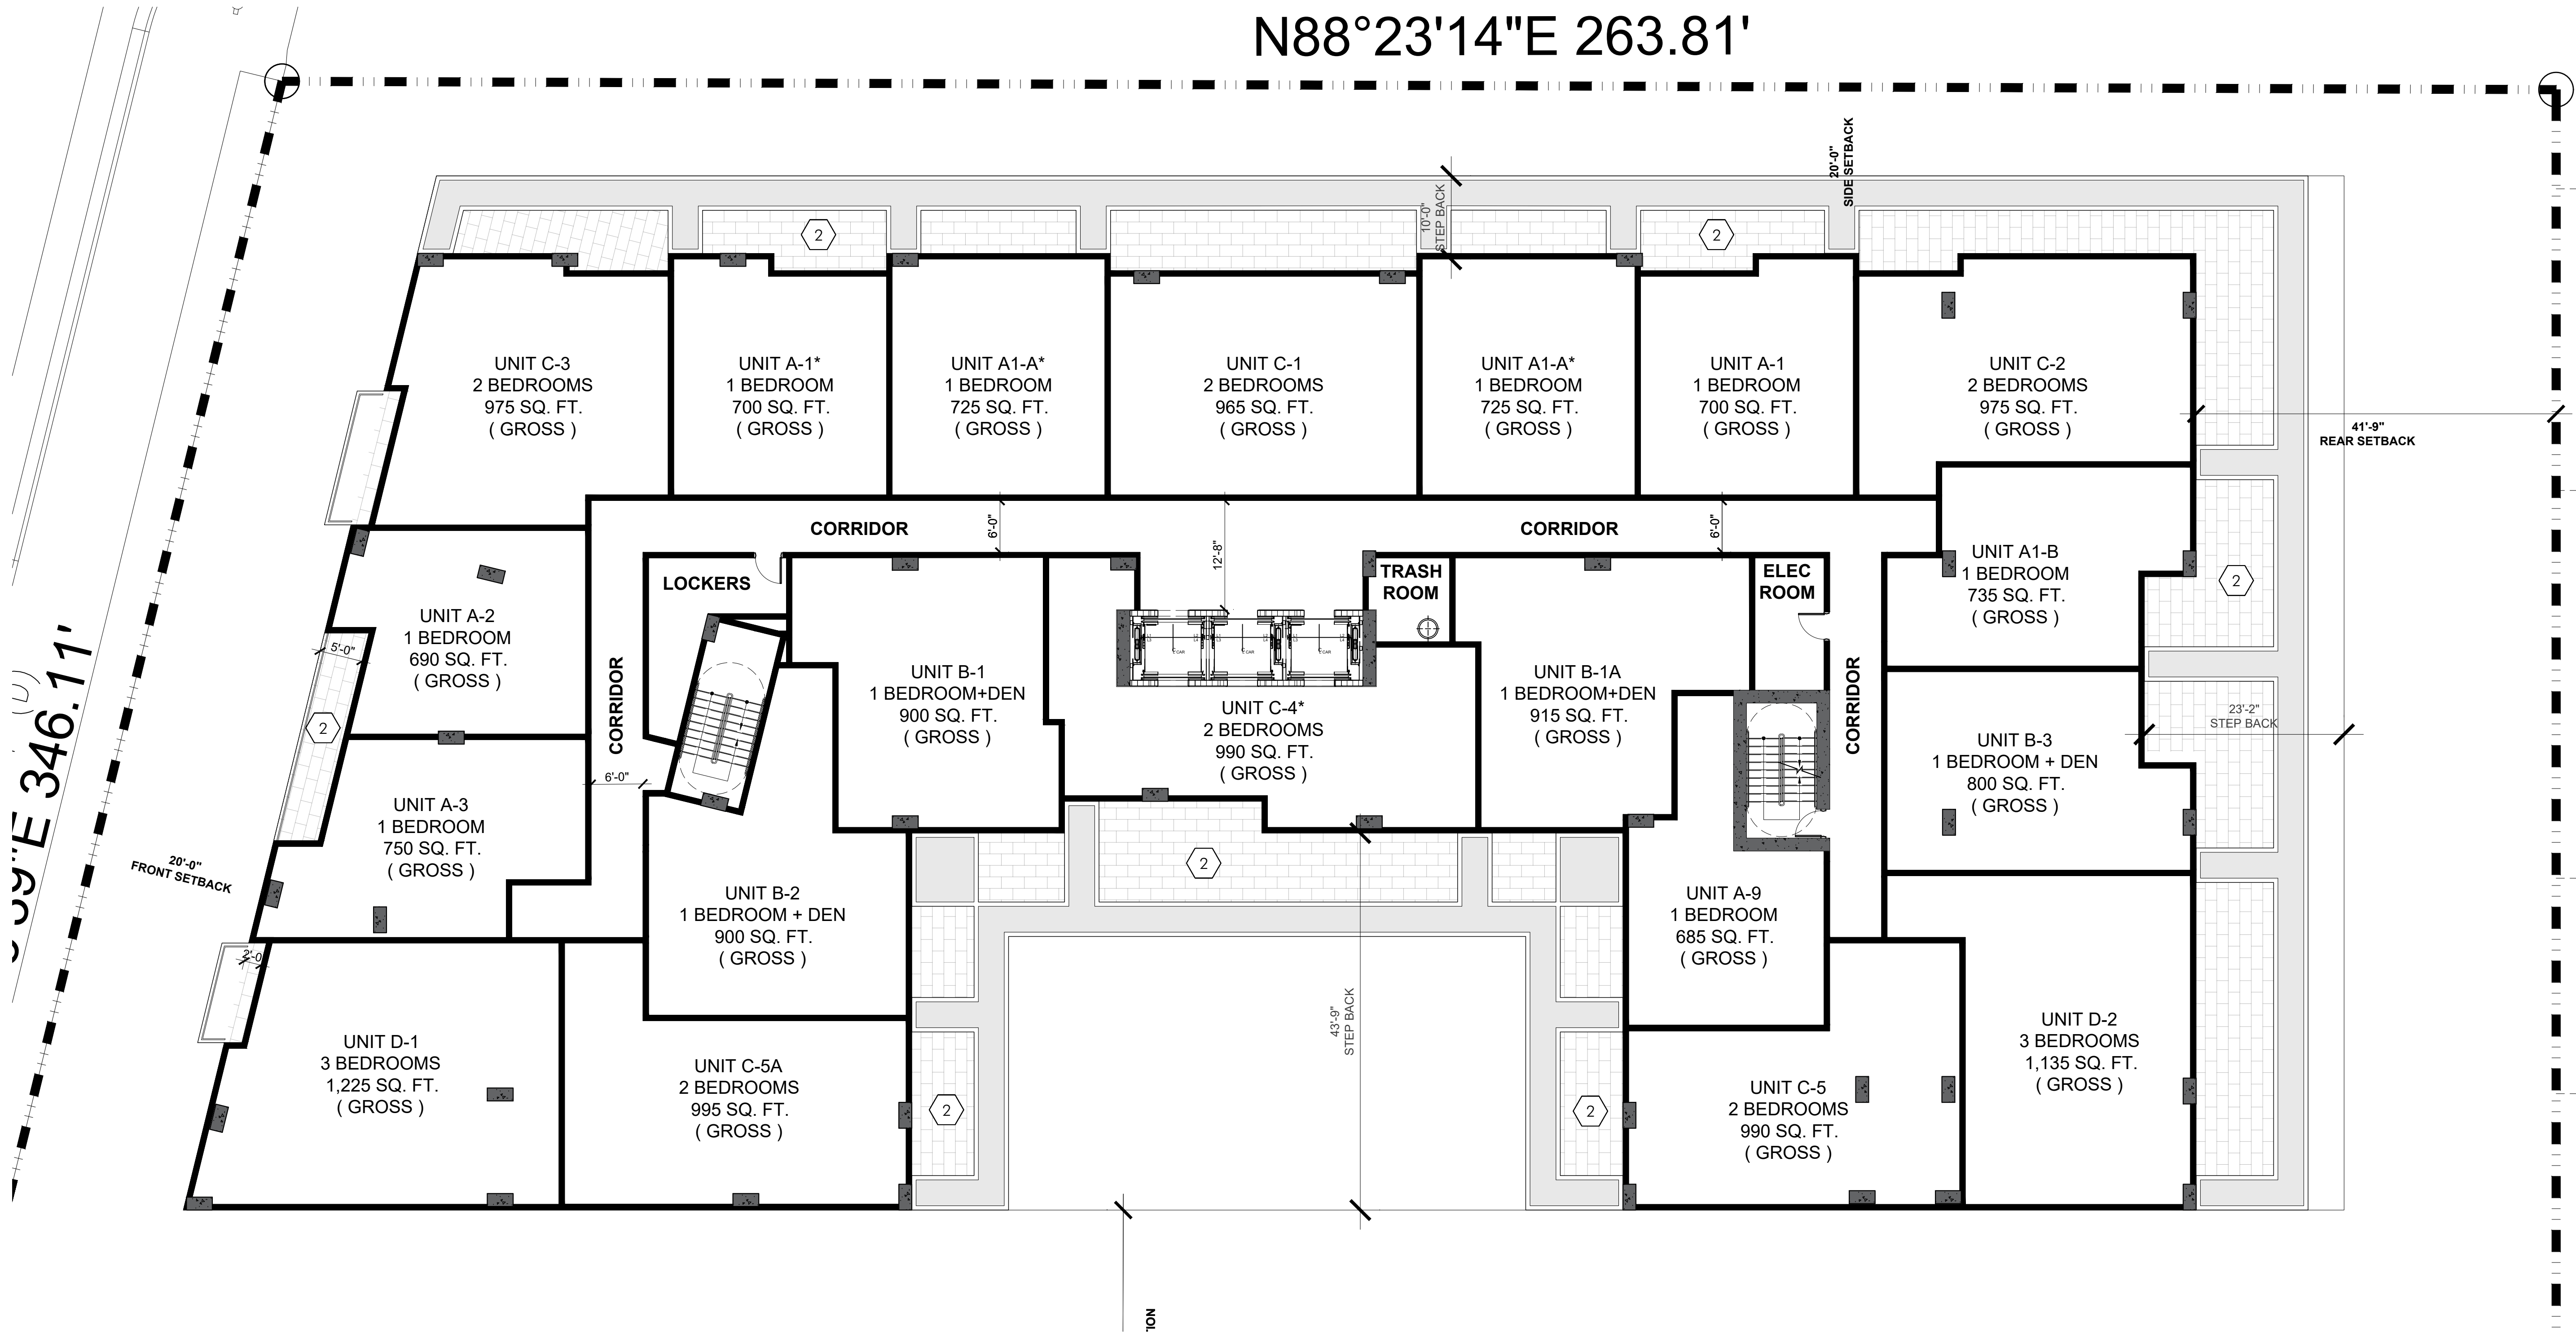 N88°23'14"E 263.81'
20'-0"
SIDE SETBACK
10'-0"
STEP BACK
2
2
UNIT C-3
2 BEDROOMS
975 SQ. FT.
( GROSS )
UNIT A-1*
1 BEDROOM
700 SQ. FT.
( GROSS )
UNIT A1-A*
1 BEDROOM
725 SQ. FT.
( GROSS )
UNIT C-1
2 BEDROOMS
965 SQ. FT.
( GROSS )
UNIT A1-A*
1 BEDROOM
725 SQ. FT.
( GROSS )
UNIT A-1
1 BEDROOM
700 SQ. FT.
( GROSS )
UNIT C-2
2 BEDROOMS
975 SQ. FT.
( GROSS )
41'-9"
REAR SETBACK
CORRIDOR
6'-0"
12'-8"
CORRIDOR
6'-0"
LOCKERS
TRASH
ROOM
ELEC
ROOM
UNIT A1-B
1 BEDROOM
735 SQ. FT.
( GROSS )
2
UNIT A-2
1 BEDROOM
690 SQ. FT.
( GROSS )
5'-0"
2
CORRIDOR
6'-0"
UNIT B-1
1 BEDROOM+DEN
900 SQ. FT.
( GROSS )
CAR
CAR
CAR
UNIT C-4*
2 BEDROOMS
990 SQ. FT.
( GROSS )
UNIT B-1A
1 BEDROOM+DEN
915 SQ. FT.
( GROSS )
CORRIDOR
UNIT B-3
1 BEDROOM + DEN
800 SQ. FT.
( GROSS )
23'-2"
STEP BACK
346.11'
UNIT A-3
1 BEDROOM
750 SQ. FT.
( GROSS )
20'-0"
FRONT SETBACK
2
UNIT B-2
1 BEDROOM + DEN
900 SQ. FT.
( GROSS )
UNIT A-9
1 BEDROOM
685 SQ. FT.
( GROSS )
2'-0
43'-9"
STEP BACK
UNIT D-1
3 BEDROOMS
1,225 SQ. FT.
( GROSS )
UNIT C-5A
2 BEDROOMS
995 SQ. FT.
( GROSS )
2
2
UNIT C-5
2 BEDROOMS
990 SQ. FT.
( GROSS )
UNIT D-2
3 BEDROOMS
1,135 SQ. FT.
( GROSS )